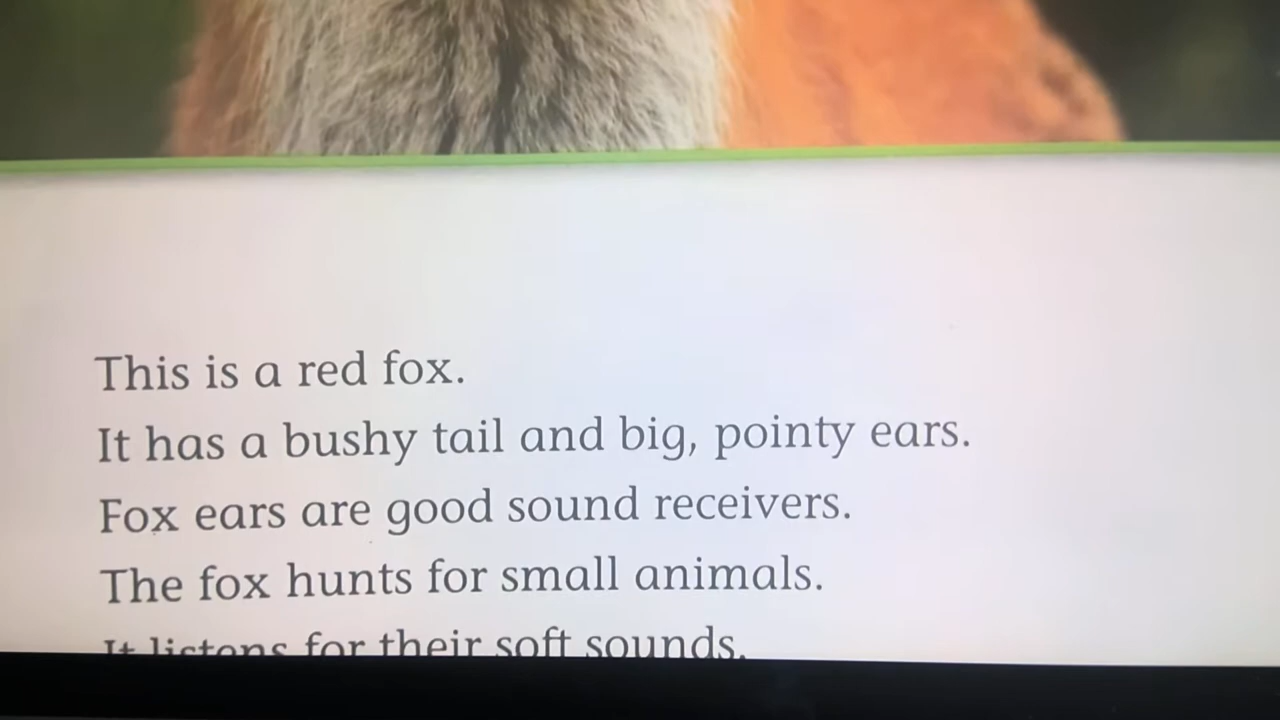 This is a red fox.
It has a bushy tail and big, pointy ears.
Fox ears are good sound receivers.
The fox hunts for small animals.
It listens for their soft sounds.